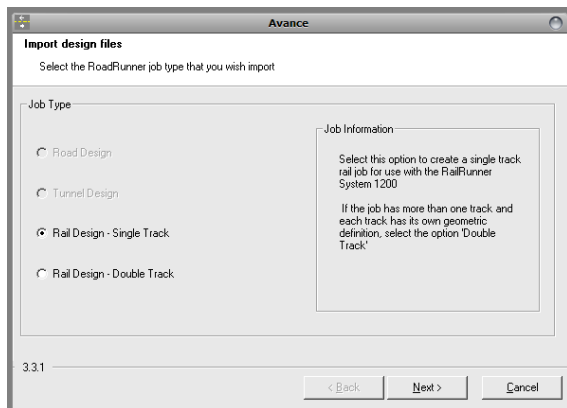 Avance
Import design files
Select the RoadRunner job type that you wish import
Job Type
Road Design
Tunnel Design
Rail Design - Single Track
Rail Design - Double Track
Job Information
Select this option to create a single track
rail job for use with the RailRunner
System 1200
If the job has more than one track and
each track has its own geometric
definition, select the option 'Double
Track'
3.3.1
< Back
Next >
Cancel